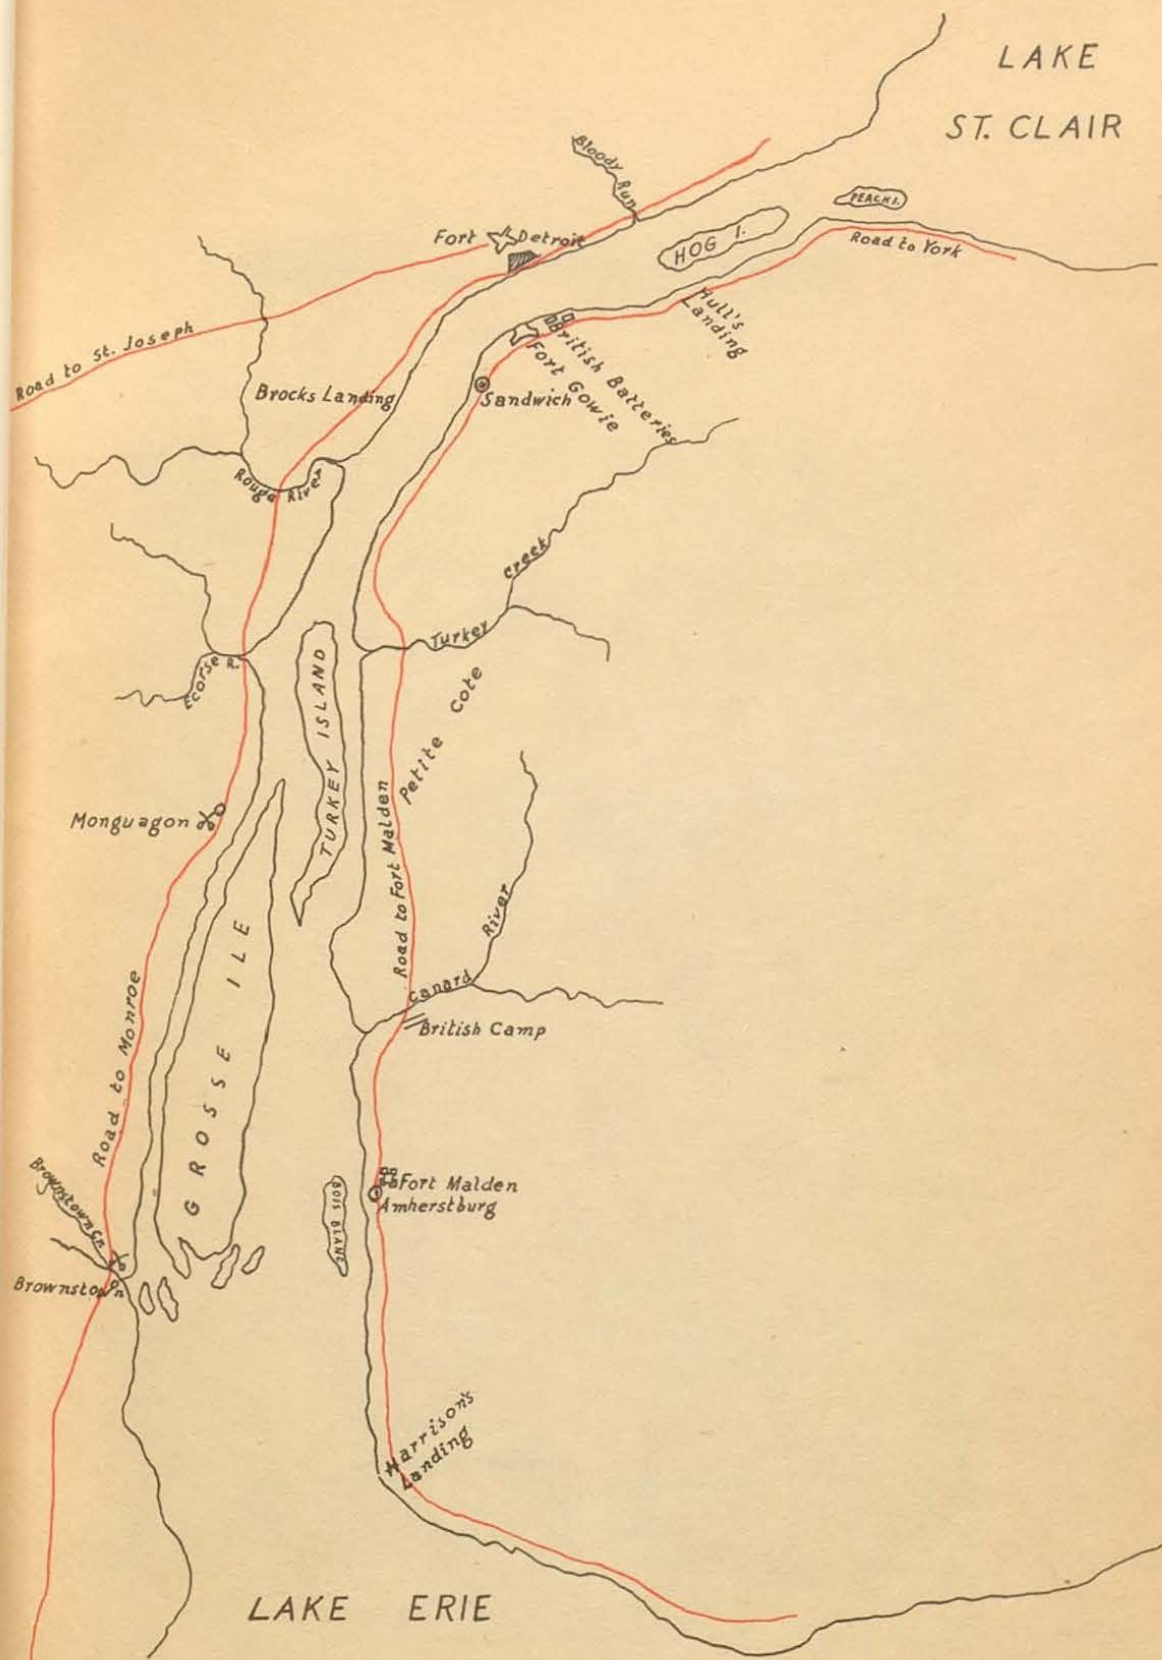 LAKE
ST. CLAIR
Bloody Run
PEACH I.
HOG I.
Fort Detroit
Road to York
Hull's
Landing
British Batteries
Fort Gowie
Road to St. Joseph
Brocks Landing
Sandwich
Rouge River
Creek
Turkey
Ecorse R.
TURKEY ISLAND
Petite Cote
Monguagon
Road to Fort Malden
River
Canard
GROSSE ILE
British Camp
Road to Monroe
Brownstown Cr.
Fort Malden
Amherstburg
BOIS BLANC
Brownstown
Harrison's
Landing
LAKE ERIE